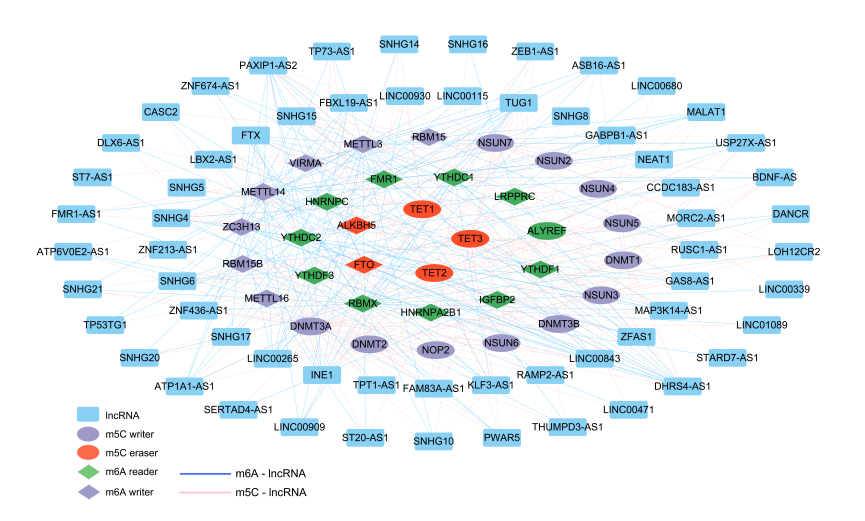 SNHG14
SNHG16
TP73-AS1
ZEB1-AS1
PAXIP1-AS2
ASB16-AS1
ZNF674-AS1
LINC00680
FBXL19-AS1
LINC00930
LINC00115
TUG1
CASC2
SNHG15
SNHG8
MALAT1
FTX
METTL3
RBM15
NSUN7
GABPB1-AS1
DLX6-AS1
USP27X-AS1
LBX2-AS1
VIRMA
NSUN2
NEAT1
ST7-AS1
FMR1
YTHDC1
BDNF-AS
SNHG5
METTL14
HNRNPC
LRPPRC
NSUN4
CCDC183-AS1
FMR1-AS1
SNHG4
TET1
MORC2-AS1
DANCR
ZC3H13
ALKBH5
ALYREF
NSUN5
YTHDC2
TET3
ATP6V0E2-AS1
ZNF213-AS1
RUSC1-AS1
LOH12CR2
RBM15B
FTO
DNMT1
SNHG6
YTHDF3
TET2
YTHDF1
GAS8-AS1
SNHG21
LINC00339
METTL16
RBMX
IGFBP2
NSUN3
ZNF436-AS1
HNRNPA2B1
MAP3K14-AS1
TP53TG1
DNMT3A
DNMT3B
LINC01089
SNHG17
ZFAS1
DNMT2
NOP2
NSUN6
SNHG20
LINC00265
LINC00843
STARD7-AS1
INE1
RAMP2-AS1
ATP1A1-AS1
TPT1-AS1
FAM83A-AS1
KLF3-AS1
DHRS4-AS1
SERTAD4-AS1
LINC00471
LINC00909
THUMPD3-AS1
ST20-AS1
SNHG10
PWAR5
lncRNA
m5C writer
m5C eraser
m6A reader
m6A - lncRNA
m6A writer
m5C - lncRNA